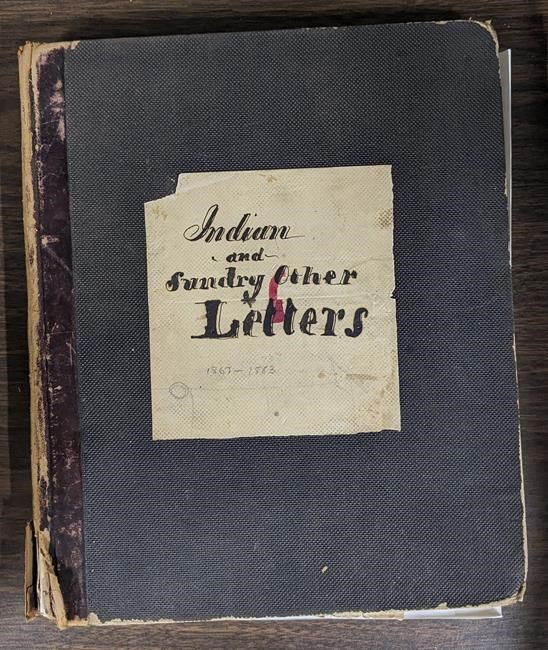 Indian
and
Sundry Other
Letters
1867 - 1883